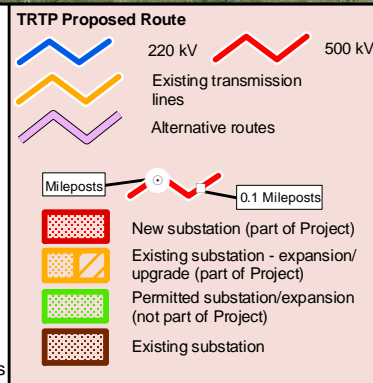 TRTP Proposed Route
220 kV
500 kV
Existing transmission
lines
Alternative routes
Mileposts
0.1 Mileposts
New substation (part of Project)
Existing substation - expansion/
upgrade (part of Project)
Permitted substation/expansion
(not part of Project)
Existing substation
s